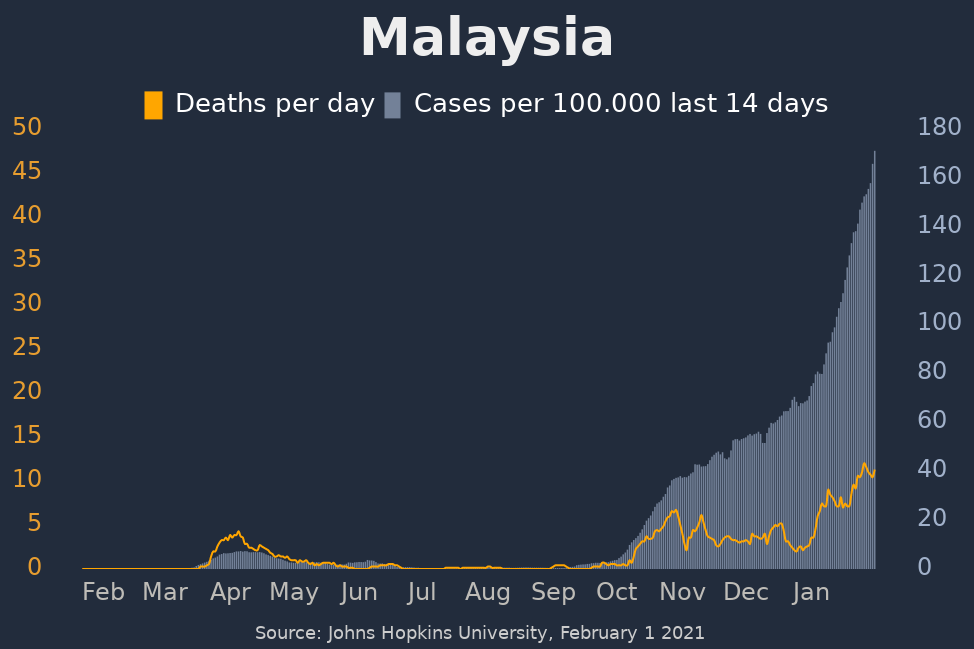 Malaysia
Deaths per day Cases per 100.000 last 14 days
50 180
45 160
40 140
35 120
30 100
25 80
20 60
15 40
10 20
5 0
0
Feb Mar Apr May Jun Jul Aug Sep Oct Nov Dec Jan
Source: Johns Hopkins University, February 1 2021